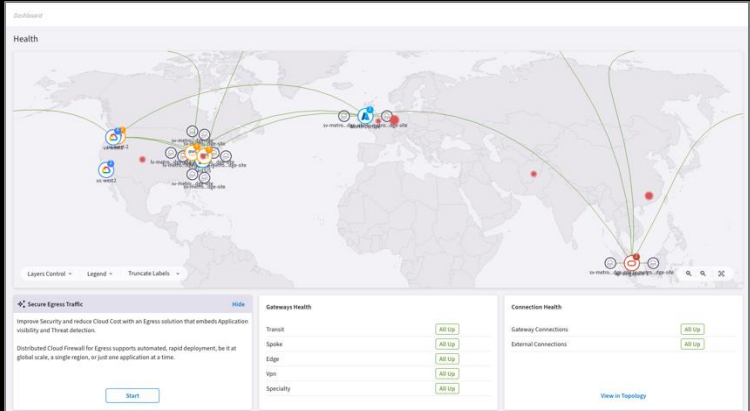 Dashboard
Health
us-west2
Layers Control
Legend
Truncate Labels
Secure Egress Traffic
Hide
Improve Security and reduce Cloud Cost with an Egress solution that embeds Application
visibility and Threat detection.
Distributed Cloud Firewall for Egress supports automated, rapid deployment, be it at
global scale, a single region, or just one application at a time.
Start
Gateways Health
Transit All Up
Spoke All Up
Edge All Up
Vpn All Up
Specialty All Up
Connection Health
Gateway Connections All Up
External Connections All Up
View in Topology